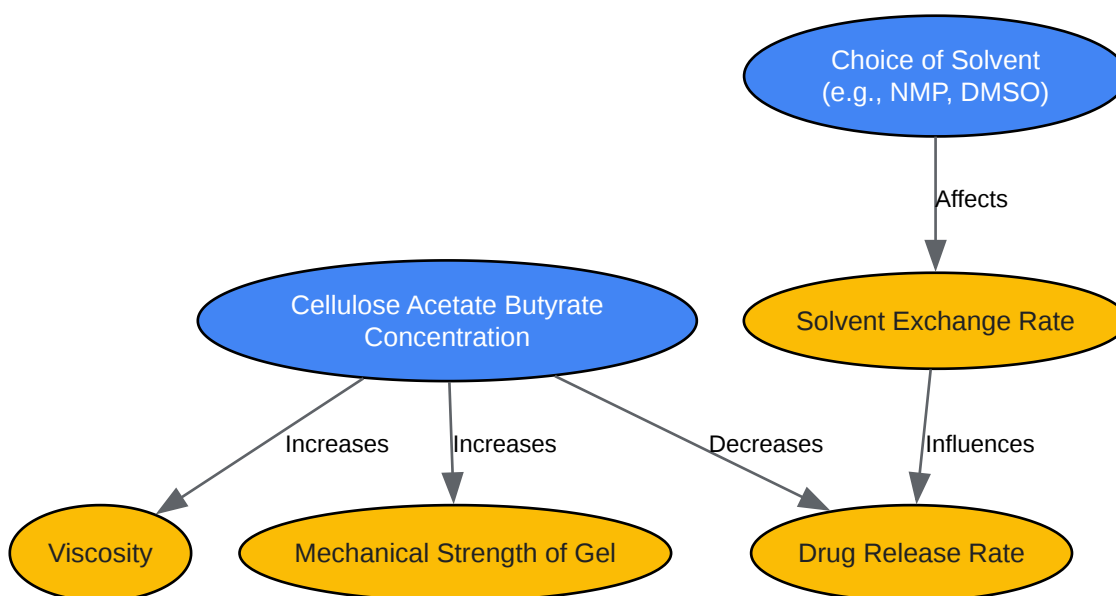 Choice of Solvent
(e.g., NMP, DMSO)
Affects
Cellulose Acetate Butyrate
Concentration
Solvent Exchange Rate
Increases
Increases
Decreases
Influences
Viscosity
Mechanical Strength of Gel
Drug Release Rate